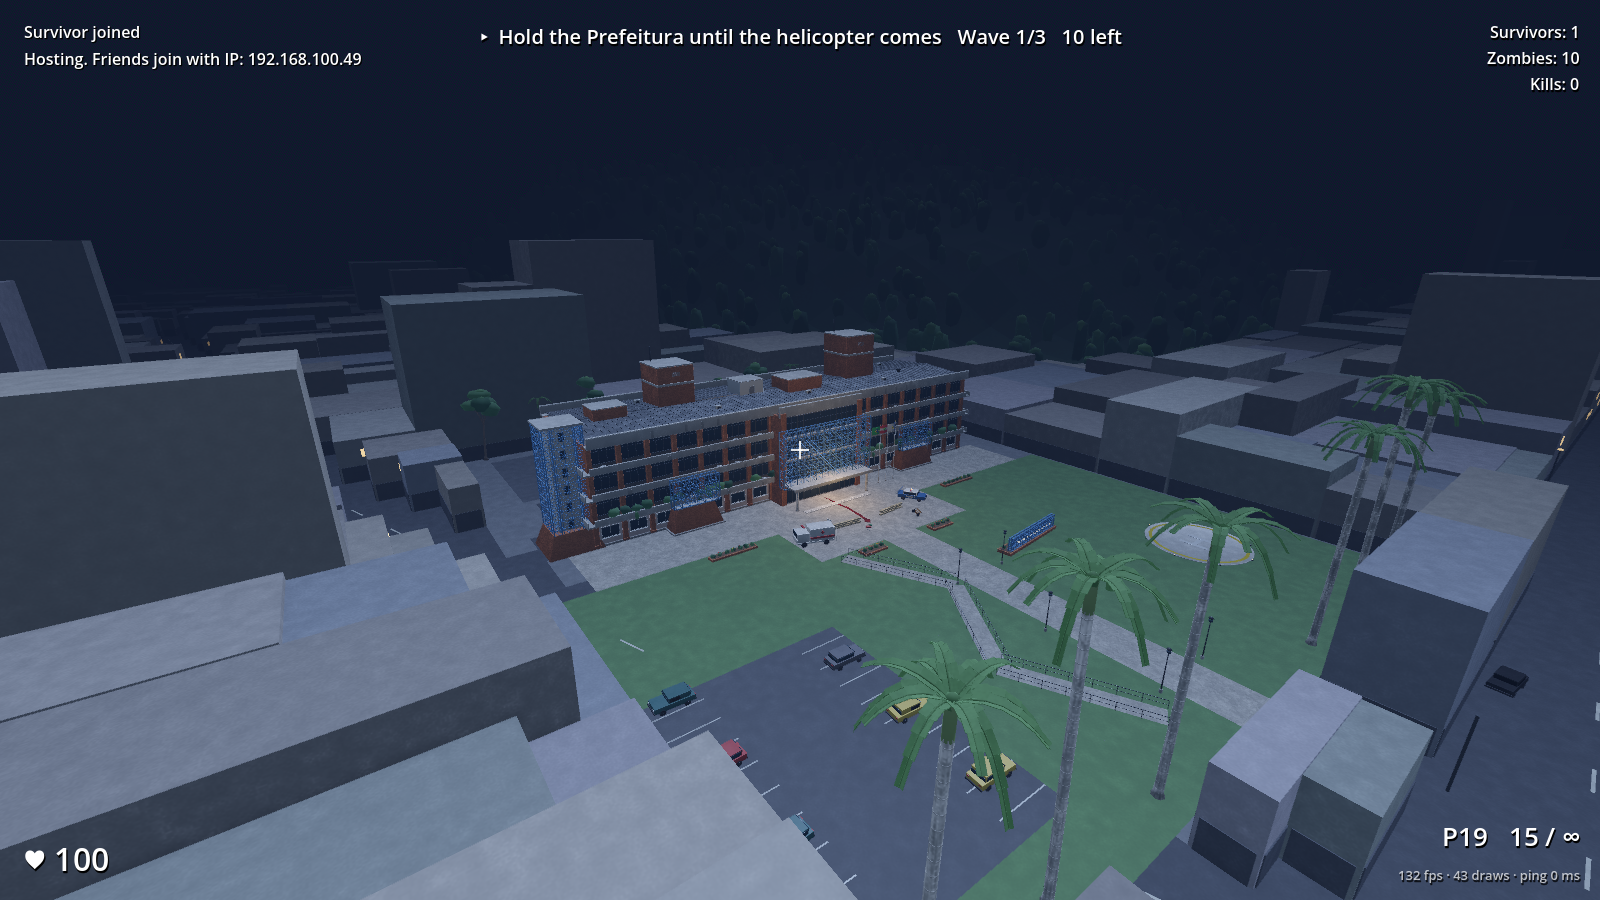 Survivor joined
Hosting. Friends join with IP: 192.168.100.49
‣ Hold the Prefeitura until the helicopter comes Wave 1/3 10 left
Survivors: 1
Zombies: 10
Kills: 0
♥ 100
P19 15 / ∞
132 fps · 43 draws · ping 0 ms